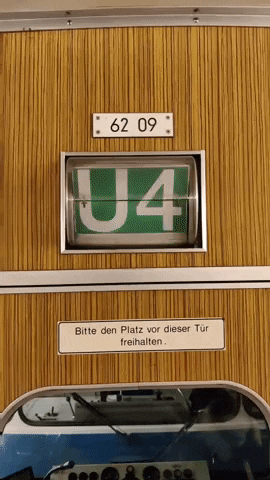 62 09
U4
Bitte den Platz vor dieser Tür
freihalten.